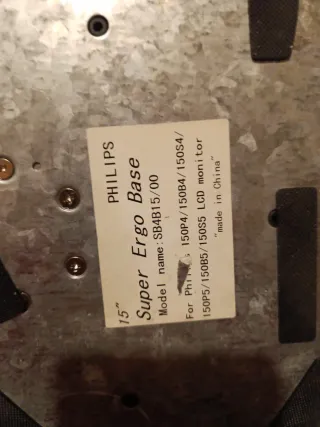 PHILIPS
15"
Super Ergo Base
Model name:SB4B15/00
For 150P4/150B4/150S4/
150P5/150B5/150S5 LCD monitor
"made in China"